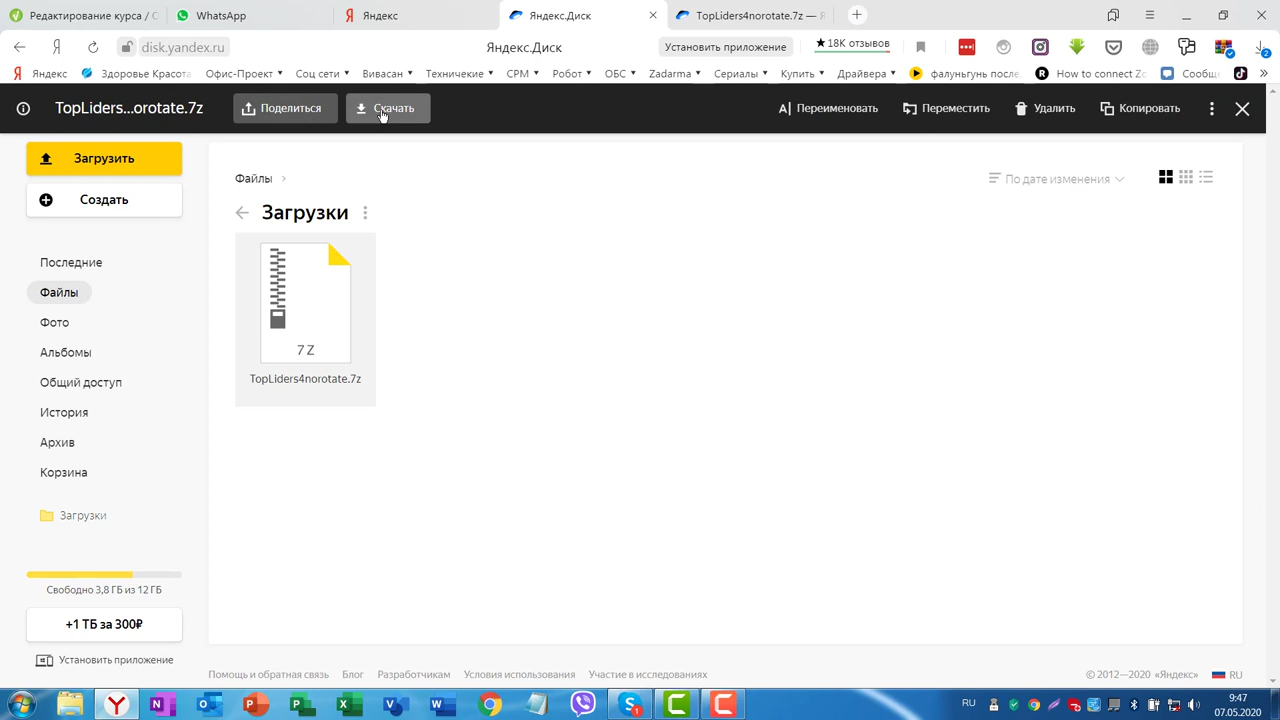 Редактирование курса / С
WhatsApp
Яндекс
Яндекс.Диск
TopLiders4norotate.7z — Я
disk.yandex.ru
Яндекс.Диск
Установить приложение
★18K отзывов
2
Яндекс
Здоровье Красота
Офис-Проект
Соц сети
Вивасан
Техничекие
СРМ
Робот
ОБС
Zadarma
Сериалы
Купить
Драйвера
фалуньгунь после.
How to connect Zo
Сообщ
TopLiders...orotate.7z
Поделиться
Скачать
Переименовать
Переместить
Удалить
Копировать
Загрузить
Создать
Последние
Файлы
Фото
Альбомы
Общий доступ
История
Архив
Корзина
Загрузки
Свободно 3,8 ГБ из 12 ГБ
+1 ТБ за 300₽
Установить приложение
Файлы
По дате изменения
Загрузки
7Z
TopLiders4norotate.7z
Помощь и обратная связь
Блог
Разработчикам
Условия использования
Участие в исследованиях
© 2012—2020 «Яндекс»
RU
RU
9:47
07.05.2020